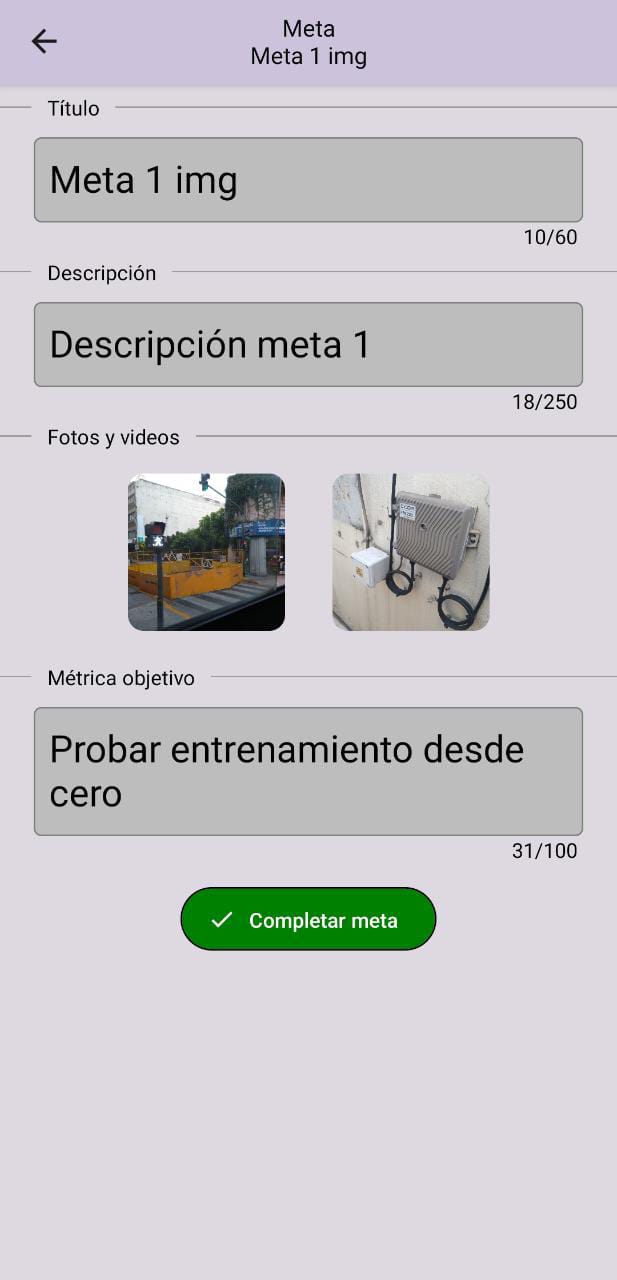 Meta
Meta 1 img
Título
Meta 1 img
10/60
Descripción
Descripción meta 1
18/250
Fotos y videos
Métrica objetivo
Probar entrenamiento desde
cero
31/100
Completar meta